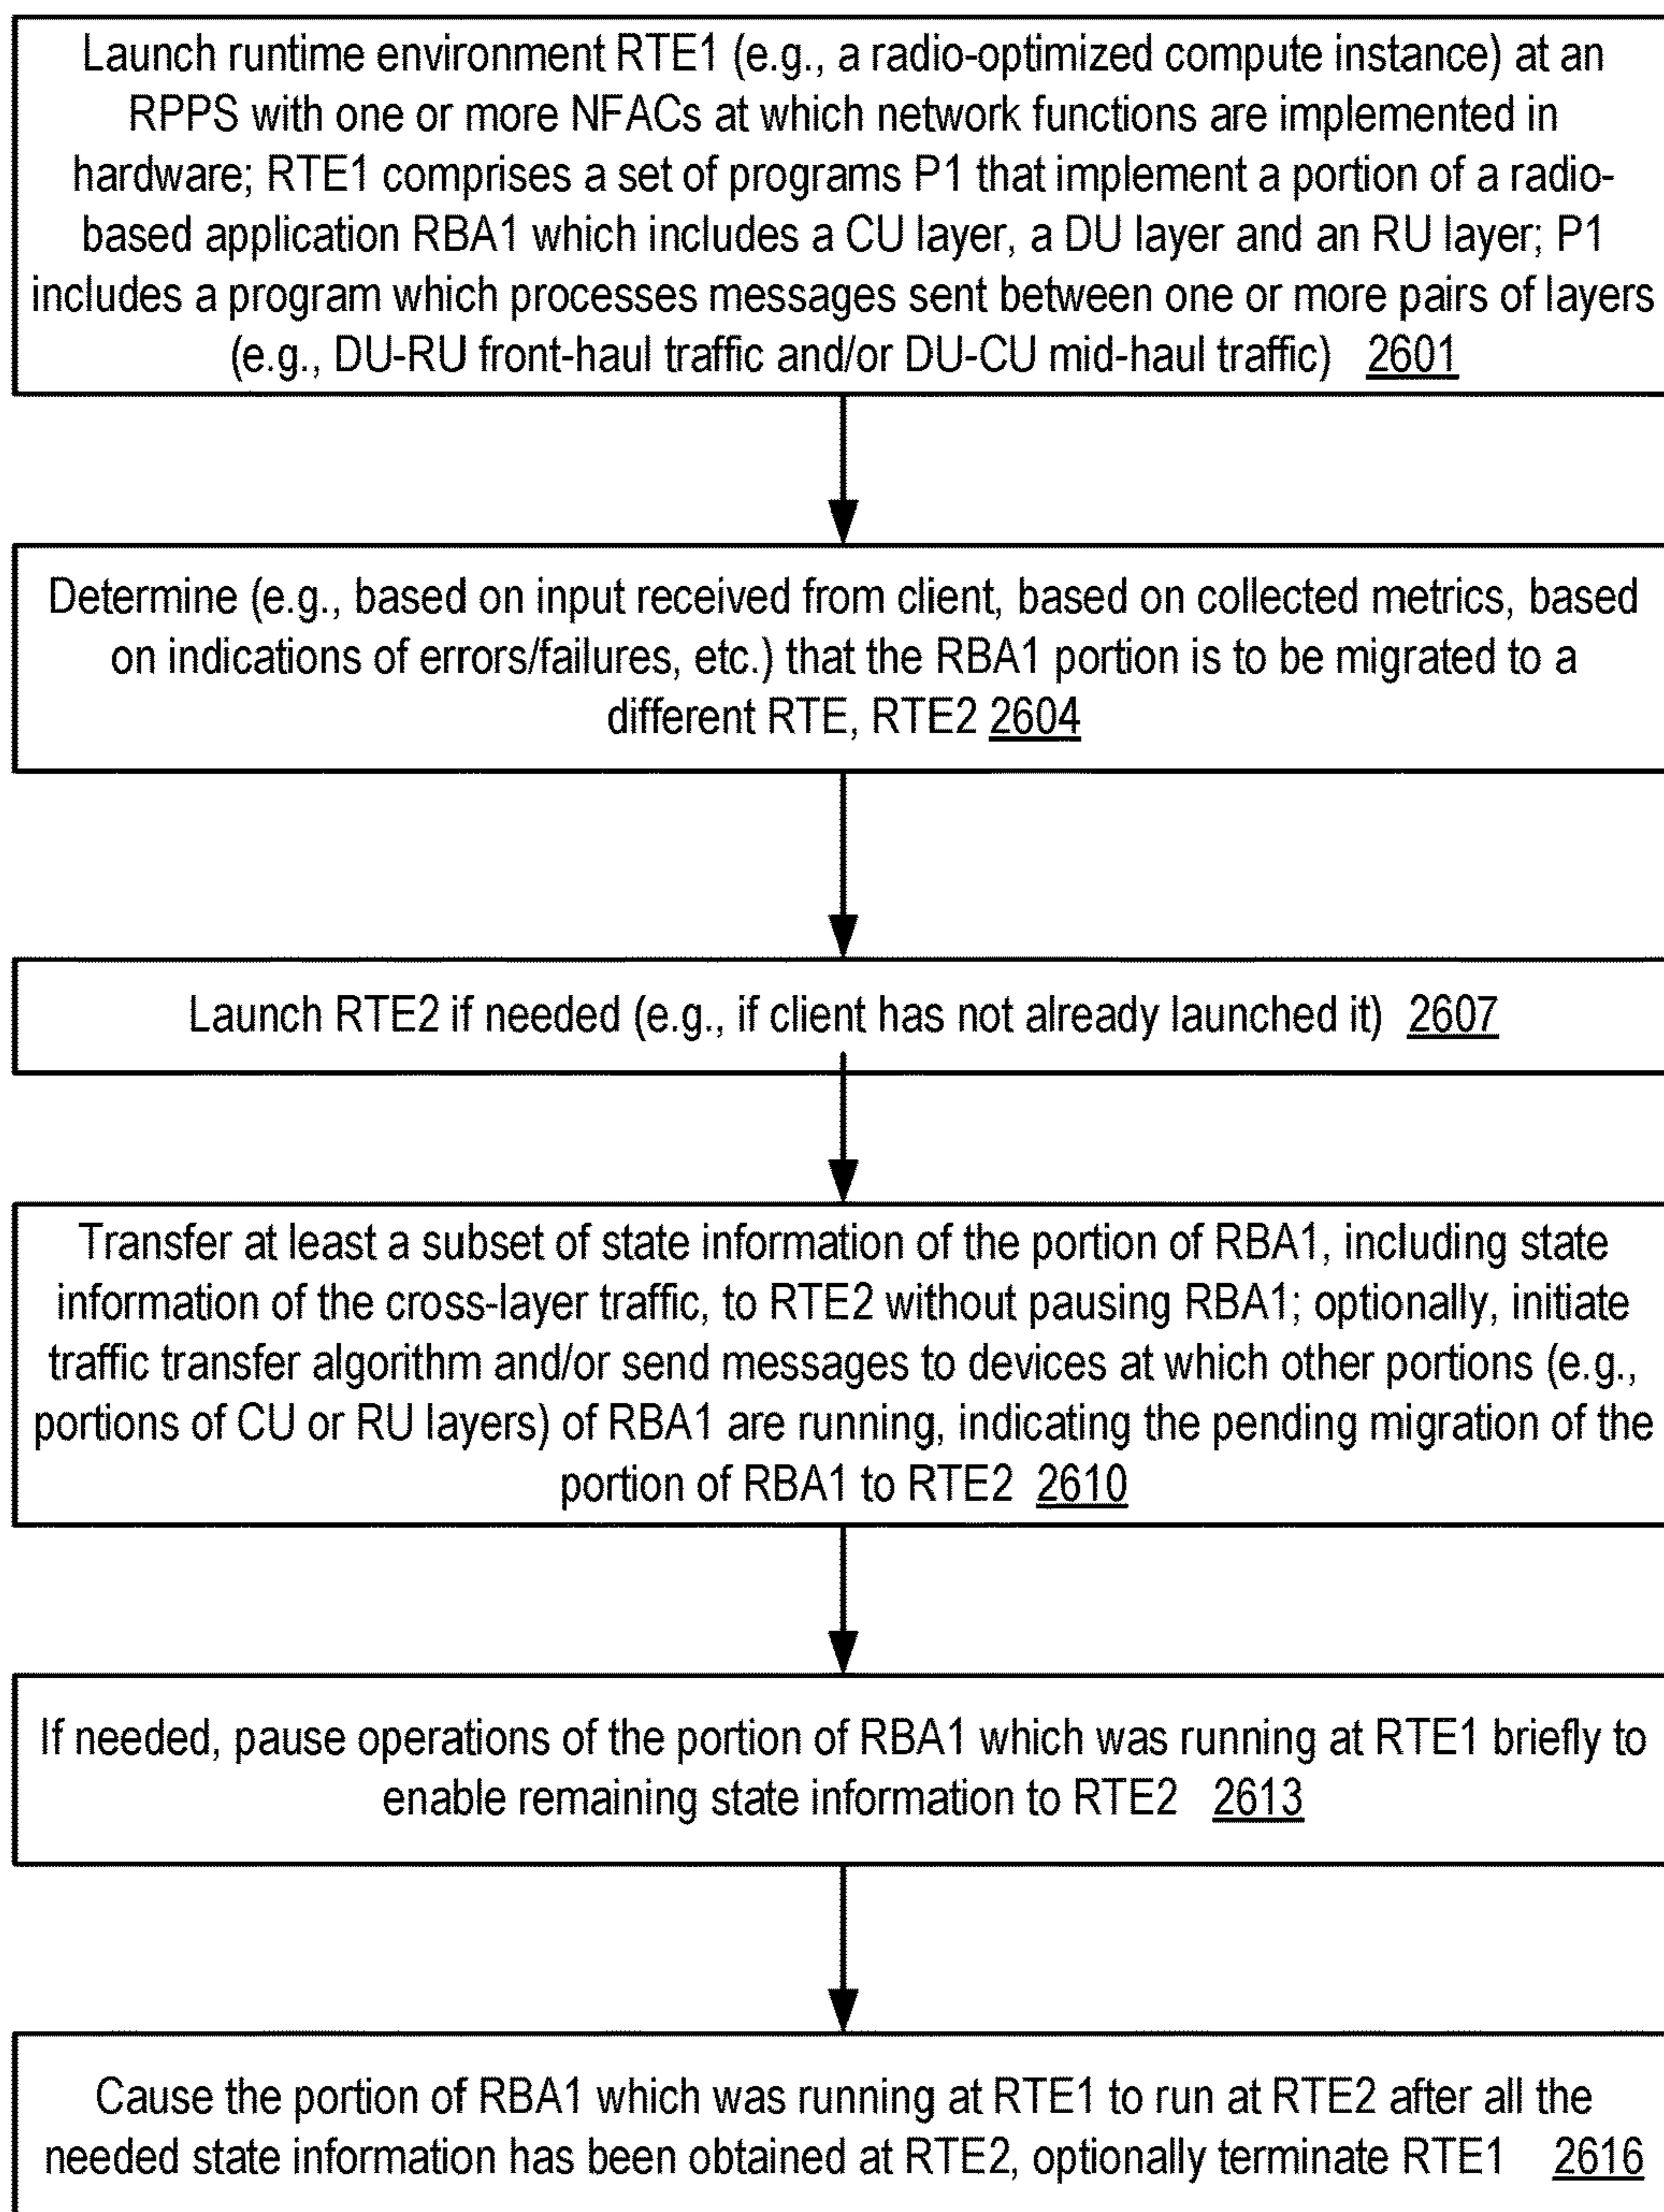 Launch runtime environment RTE1 (e.g., a radio-optimized compute instance) at an
RPPS with one or more NFACs at which network functions are implemented in
hardware; RTE1 comprises a set of programs P1 that implement a portion of a radio-
based application RBA1 which includes a CU layer, a DU layer and an RU layer; P1
includes a program which processes messages sent between one or more pairs of layers
(e.g., DU-RU front-haul traffic and/or DU-CU mid-haul traffic) 2601
Determine (e.g., based on input received from client, based on collected metrics, based
on indications of errors/failures, etc.) that the RBA1 portion is to be migrated to a
different RTE, RTE2 2604
Launch RTE2 if needed (e.g., if client has not already launched it) 2607
Transfer at least a subset of state information of the portion of RBA1, including state
information of the cross-layer traffic, to RTE2 without pausing RBA1; optionally, initiate
traffic transfer algorithm and/or send messages to devices at which other portions (e.g.,
portions of CU or RU layers) of RBA1 are running, indicating the pending migration of the
portion of RBA1 to RTE2 2610
If needed, pause operations of the portion of RBA1 which was running at RTE1 briefly to
enable remaining state information to RTE2 2613
Cause the portion of RBA1 which was running at RTE1 to run at RTE2 after all the
needed state information has been obtained at RTE2, optionally terminate RTE1 2616